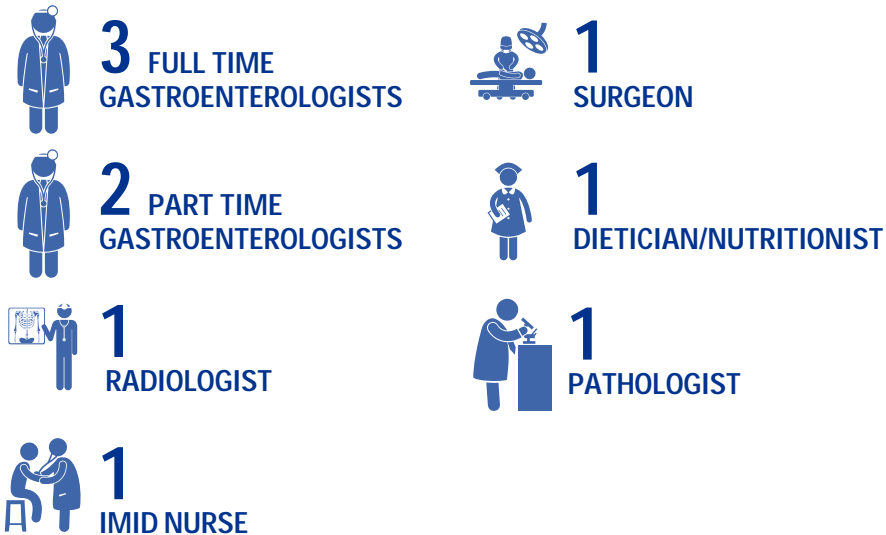 3 FULL TIME
GASTROENTEROLOGISTS
1
SURGEON
2 PART TIME
GASTROENTEROLOGISTS
1
DIETICIAN/NUTRITIONIST
1
RADIOLOGIST
1
PATHOLOGIST
1
IMID NURSE